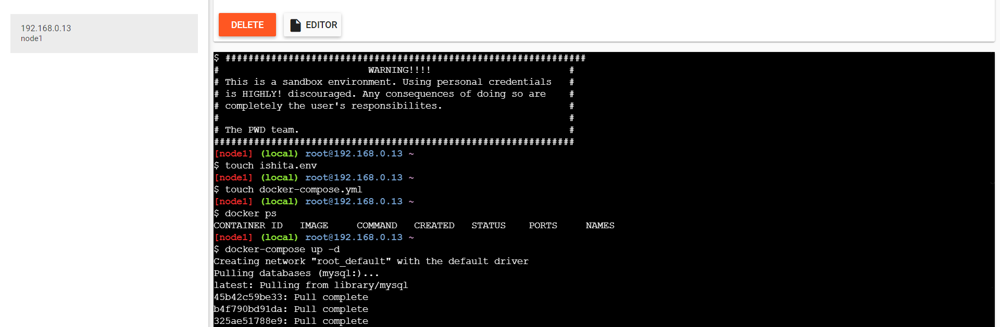 192.168.0.13
node1
DELETE
EDITOR
$ ###############################################################
# WARNING!!!! #
# This is a sandbox environment. Using personal credentials #
# is HIGHLY! discouraged. Any consequences of doing so are #
# completely the user's responsibilites. #
# #
# The PWD team. #
###############################################################
[node1] (local) root@192.168.0.13 ~
$ touch ishita.env
[node1] (local) root@192.168.0.13 ~
$ touch docker-compose.yml
[node1] (local) root@192.168.0.13 ~
$ docker ps
CONTAINER ID IMAGE COMMAND CREATED STATUS PORTS NAMES
[node1] (local) root@192.168.0.13 ~
$ docker-compose up -d
Creating network "root_default" with the default driver
Pulling databases (mysql:)...
latest: Pulling from library/mysql
45b42c59be33: Pull complete
b4f790bd91da: Pull complete
325ae51788e9: Pull complete